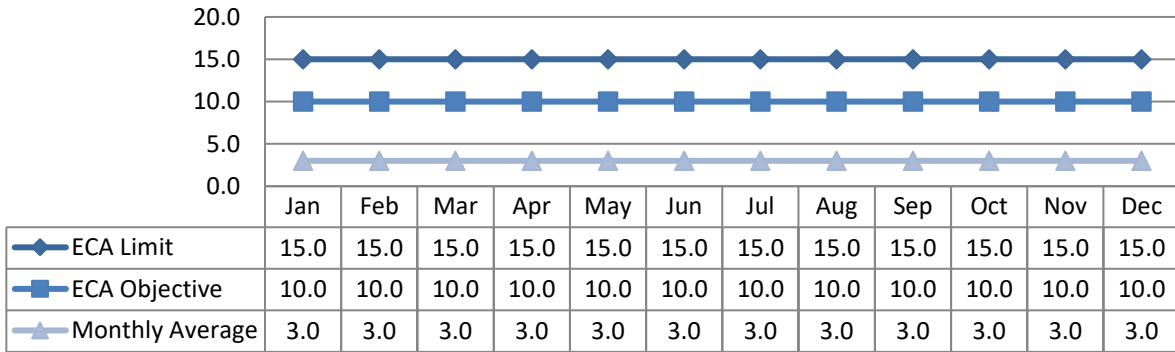 20.0
15.0
10.0
5.0
0.0
Jan Feb Mar Apr May Jun Jul Aug Sep Oct Nov Dec
ECA Limit 15.0 15.0 15.0 15.0 15.0 15.0 15.0 15.0 15.0 15.0 15.0 15.0
ECA Objective 10.0 10.0 10.0 10.0 10.0 10.0 10.0 10.0 10.0 10.0 10.0 10.0
Monthly Average 3.0 3.0 3.0 3.0 3.0 3.0 3.0 3.0 3.0 3.0 3.0 3.0